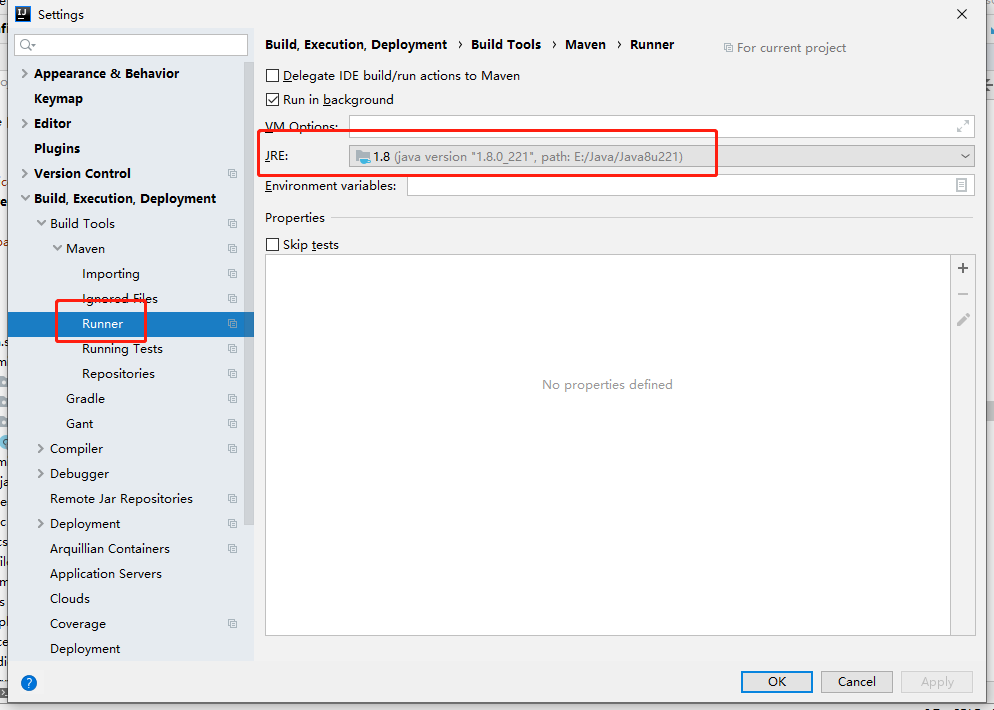 Settings
Build, Execution, Deployment › Build Tools › Maven › Runner
For current project
Appearance & Behavior
Keymap
Editor
Plugins
Version Control
Build, Execution, Deployment
Build Tools
Maven
Importing
Ignored Files
Runner
Running Tests
Repositories
Gradle
Gant
Compiler
Debugger
Remote Jar Repositories
Deployment
Arquillian Containers
Application Servers
Clouds
Coverage
Deployment
Delegate IDE build/run actions to Maven
Run in background
VM Options:
JRE: 1.8 (java version "1.8.0_221", path: E:/Java/Java8u221)
Environment variables:
Properties
Skip tests
No properties defined
OK Cancel Apply